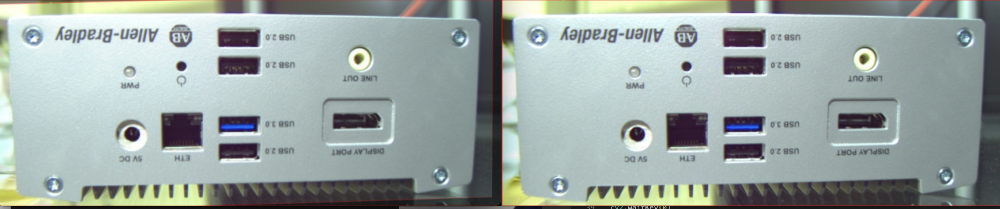 Allen-Bradley
AB
QUALITY
USB 2.0
USB 2.0
LINE OUT
PWR
USB 3.0
USB 2.0
DISPLAY PORT
5V DC
ETH
Allen-Bradley
AB
QUALITY
USB 2.0
USB 2.0
LINE OUT
PWR
USB 3.0
USB 2.0
DISPLAY PORT
5V DC
ETH
39 cv2.waitKey(0)